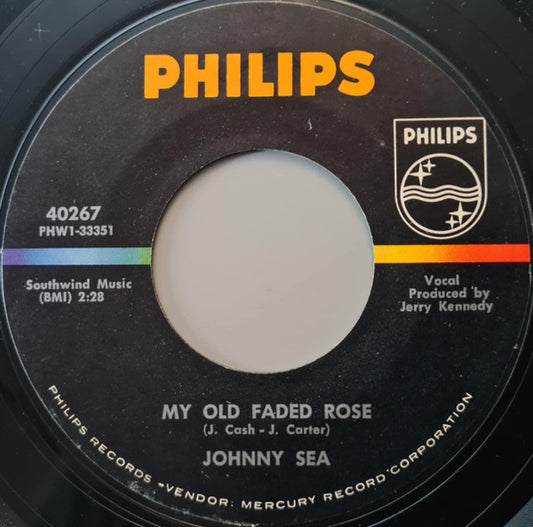 PHILIPS
PHILIPS
40267
PHW1-33351
Southwind Music
(BMI) 2:28
Vocal
Produced by
Jerry Kennedy
MY OLD FADED ROSE
(J. Cash - J. Carter)
JOHNNY SEA
PHILIPS RECORDS -VENDOR: MERCURY RECORD CORPORATION